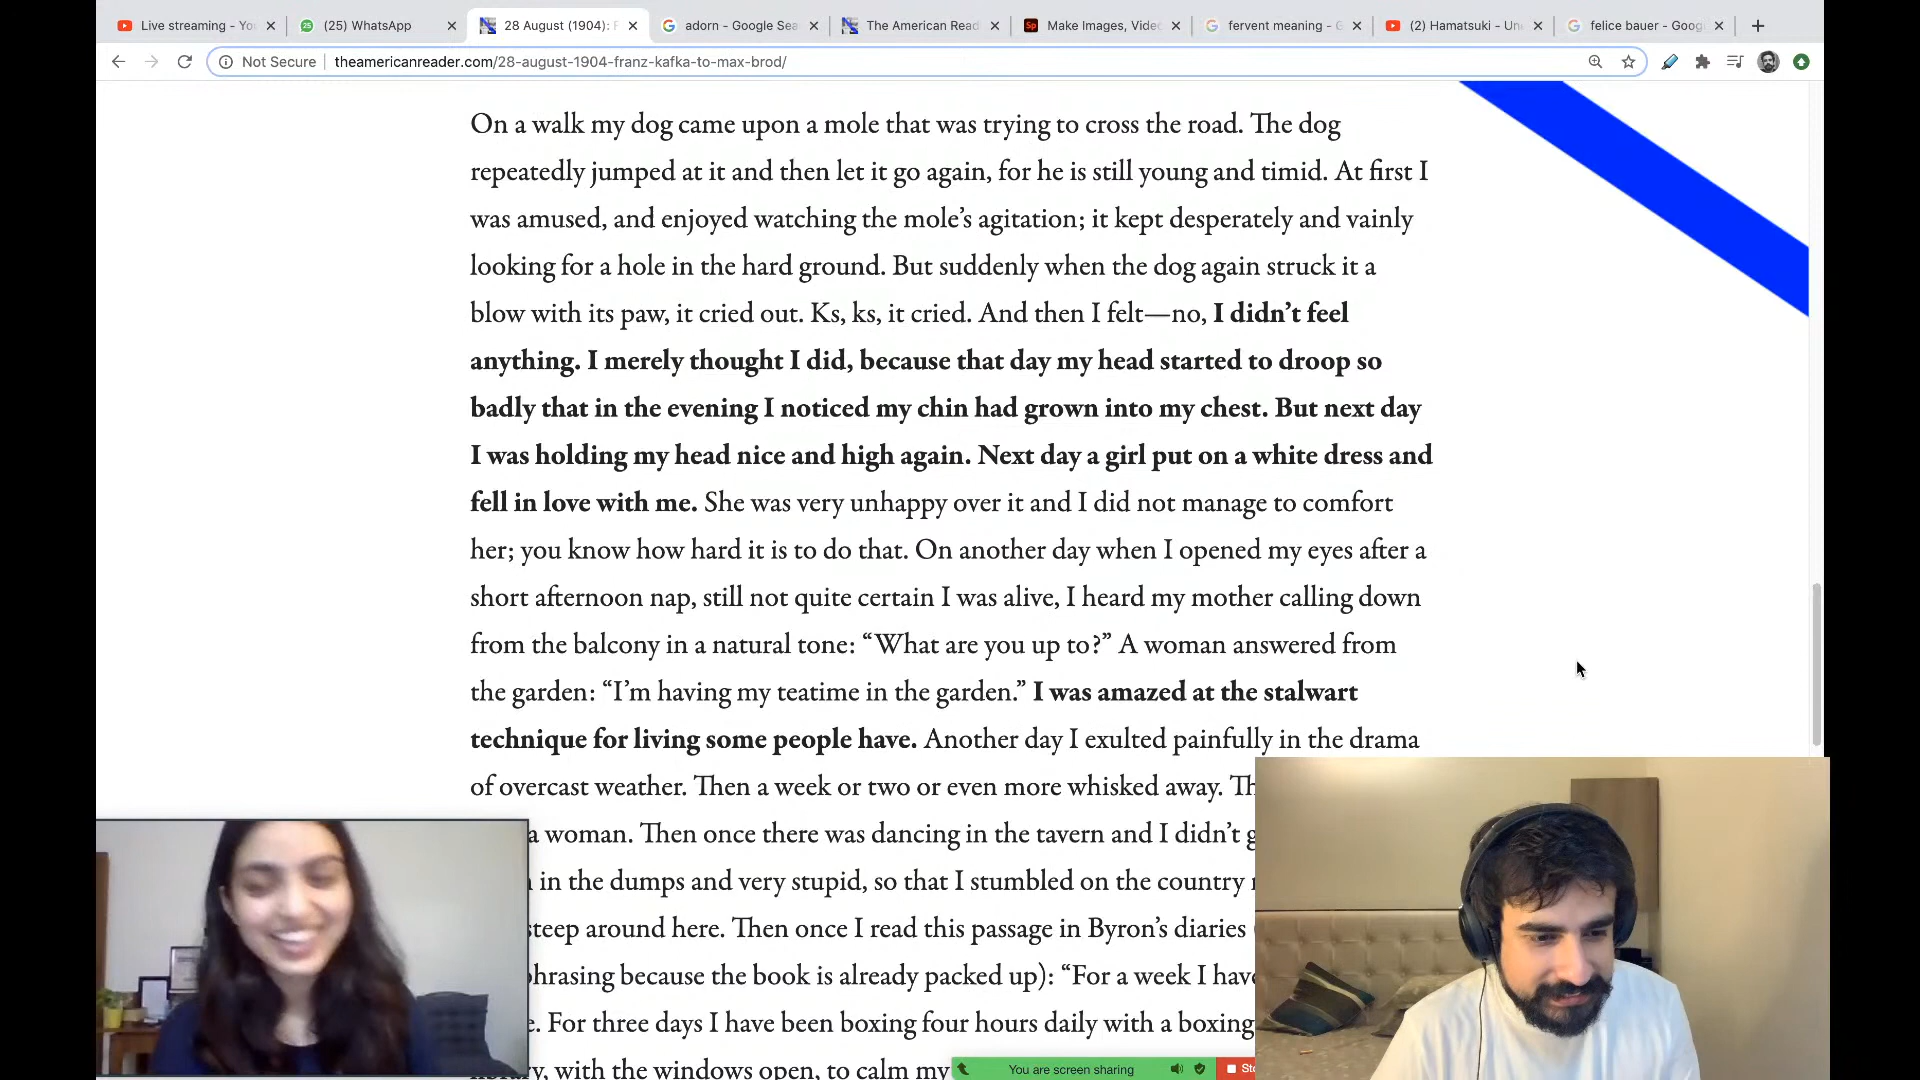 Live streaming - Yo
(25) WhatsApp
28 August (1904): F
adorn - Google Sea
The American Read
Sp
Make Images, Video
fervent meaning - G
(2) Hamatsuki - Un
felice bauer - Goog
Not Secure | theamericanreader.com/28-august-1904-franz-kafka-to-max-brod/
On a walk my dog came upon a mole that was trying to cross the road. The dog
repeatedly jumped at it and then let it go again, for he is still young and timid. At first I
was amused, and enjoyed watching the mole’s agitation; it kept desperately and vainly
looking for a hole in the hard ground. But suddenly when the dog again struck it a
blow with its paw, it cried out. Ks, ks, it cried. And then I felt—no, I didn’t feel
anything. I merely thought I did, because that day my head started to droop so
badly that in the evening I noticed my chin had grown into my chest. But next day
I was holding my head nice and high again. Next day a girl put on a white dress and
fell in love with me. She was very unhappy over it and I did not manage to comfort
her; you know how hard it is to do that. On another day when I opened my eyes after a
short afternoon nap, still not quite certain I was alive, I heard my mother calling down
from the balcony in a natural tone: “What are you up to?” A woman answered from
the garden: “I’m having my teatime in the garden.” I was amazed at the stalwart
technique for living some people have. Another day I exulted painfully in the drama
of overcast weather. Then a week or two or even more whisked away. Th
a woman. Then once there was dancing in the tavern and I didn’t g
in the dumps and very stupid, so that I stumbled on the country
steep around here. Then once I read this passage in Byron’s diaries
phrasing because the book is already packed up): “For a week I have
e. For three days I have been boxing four hours daily with a boxing
library, with the windows open, to calm my
You are screen sharing
Sto